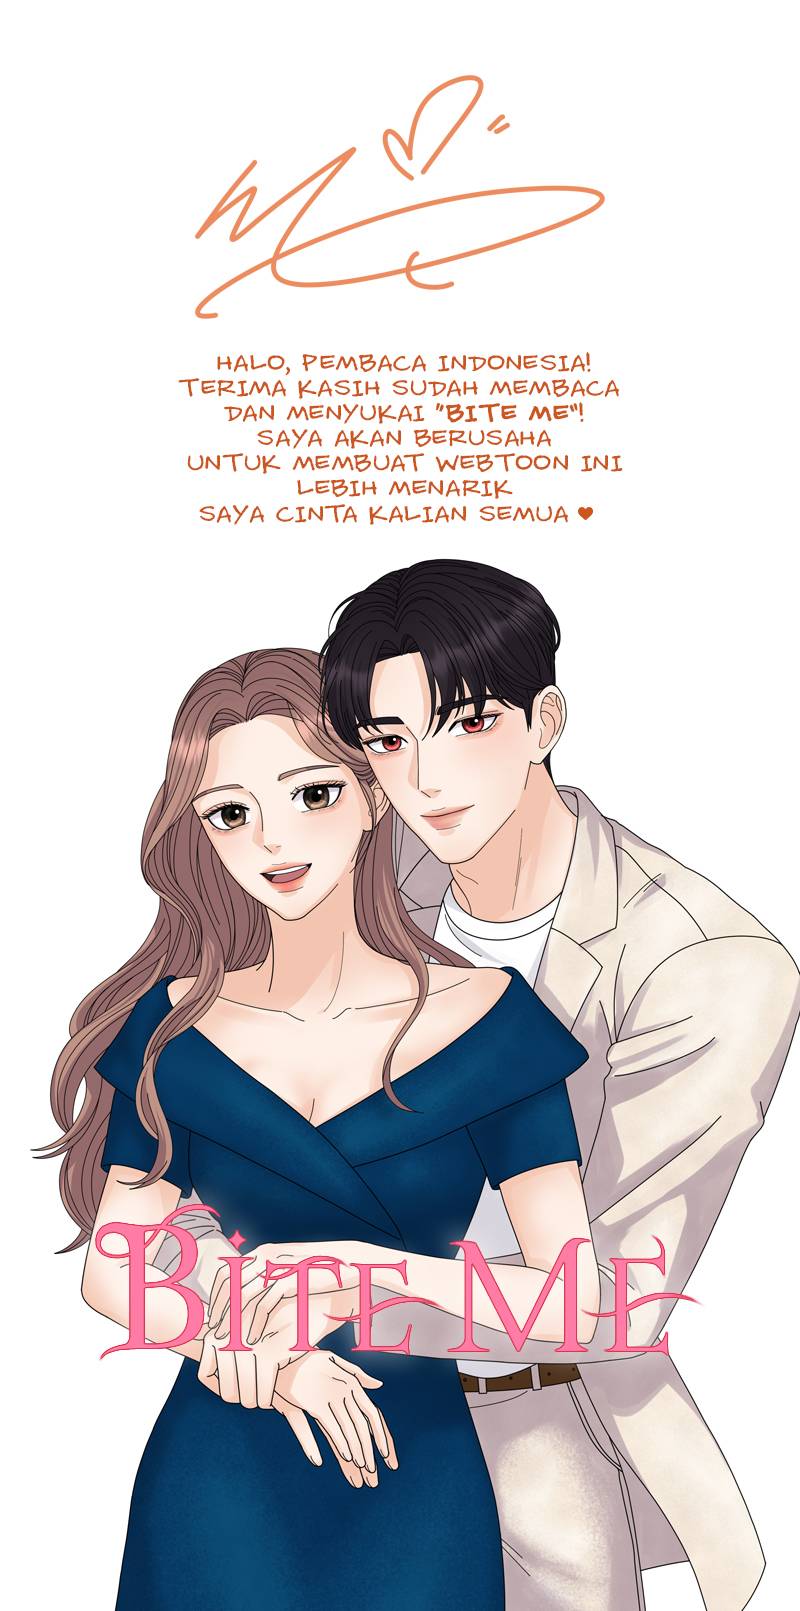 HALO, PEMBACA INDONESIA!
TERIMA KASIH SUDAH MEMBACA
DAN MENYUKAI "BITE ME"!
SAYA AKAN BERUSAHA
UNTUK MEMBUAT WEBTOON INI
LEBIH MENARIK
SAYA CINTA KALIAN SEMUA ♥
BITE ME